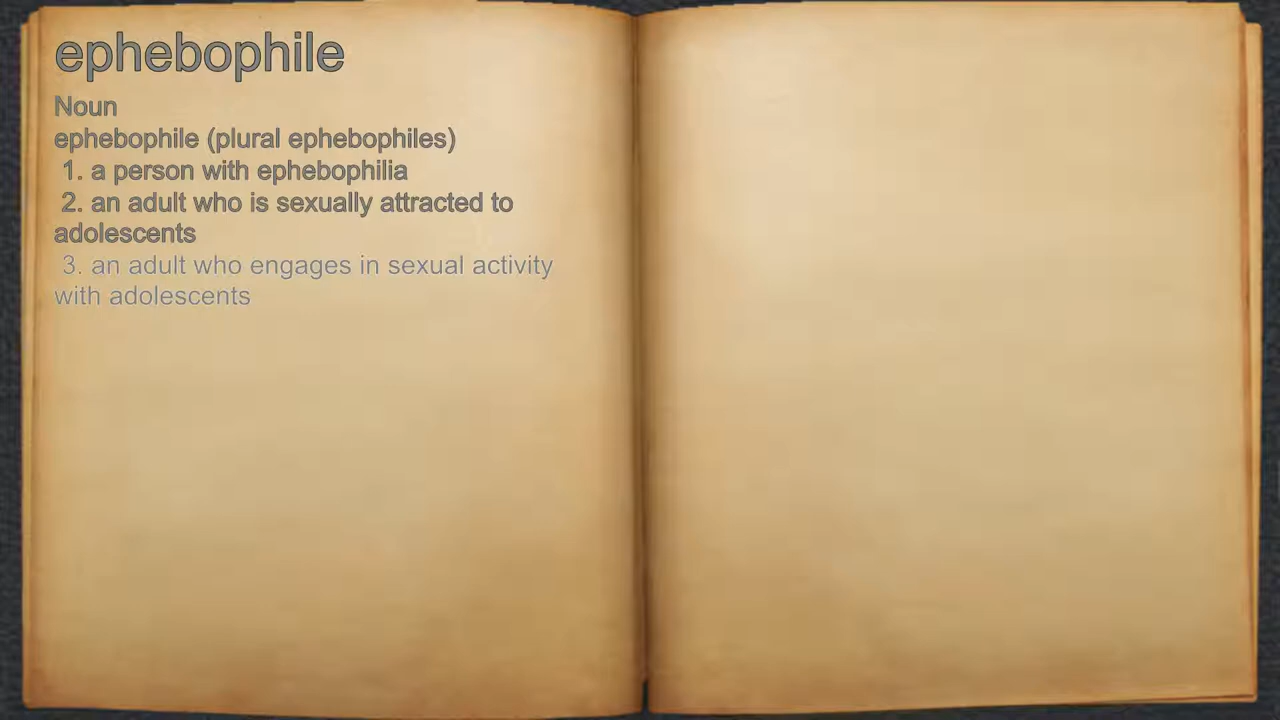 ephebophile
Noun
ephebophile (plural ephebophiles)
1. a person with ephebophilia
2. an adult who is sexually attracted to
adolescents
3. an adult who engages in sexual activity
with adolescents